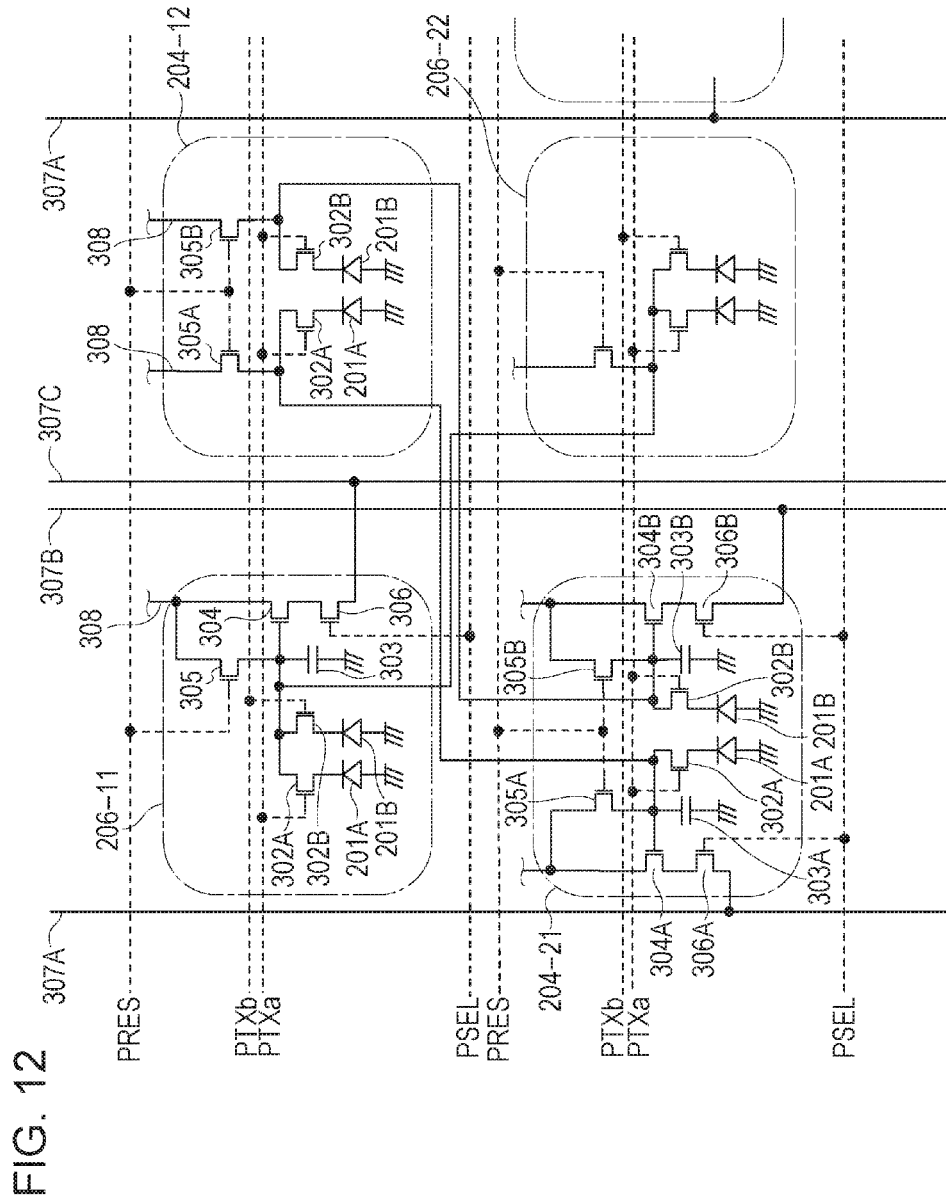 FIG. 12
307A
307B
307C
307A
PRES
PTXb
PTXa
PSEL
PRES
PTXb
PTXa
PSEL
206-11
308
305
304
306
303
302A
302B
201A
201B
204-12
308
308
305A
305B
302A
302B
201A
201B
204-21
305A
305B
304A
306A
303A
302A
201A
201B
302B
304B
303B
306B
206-22